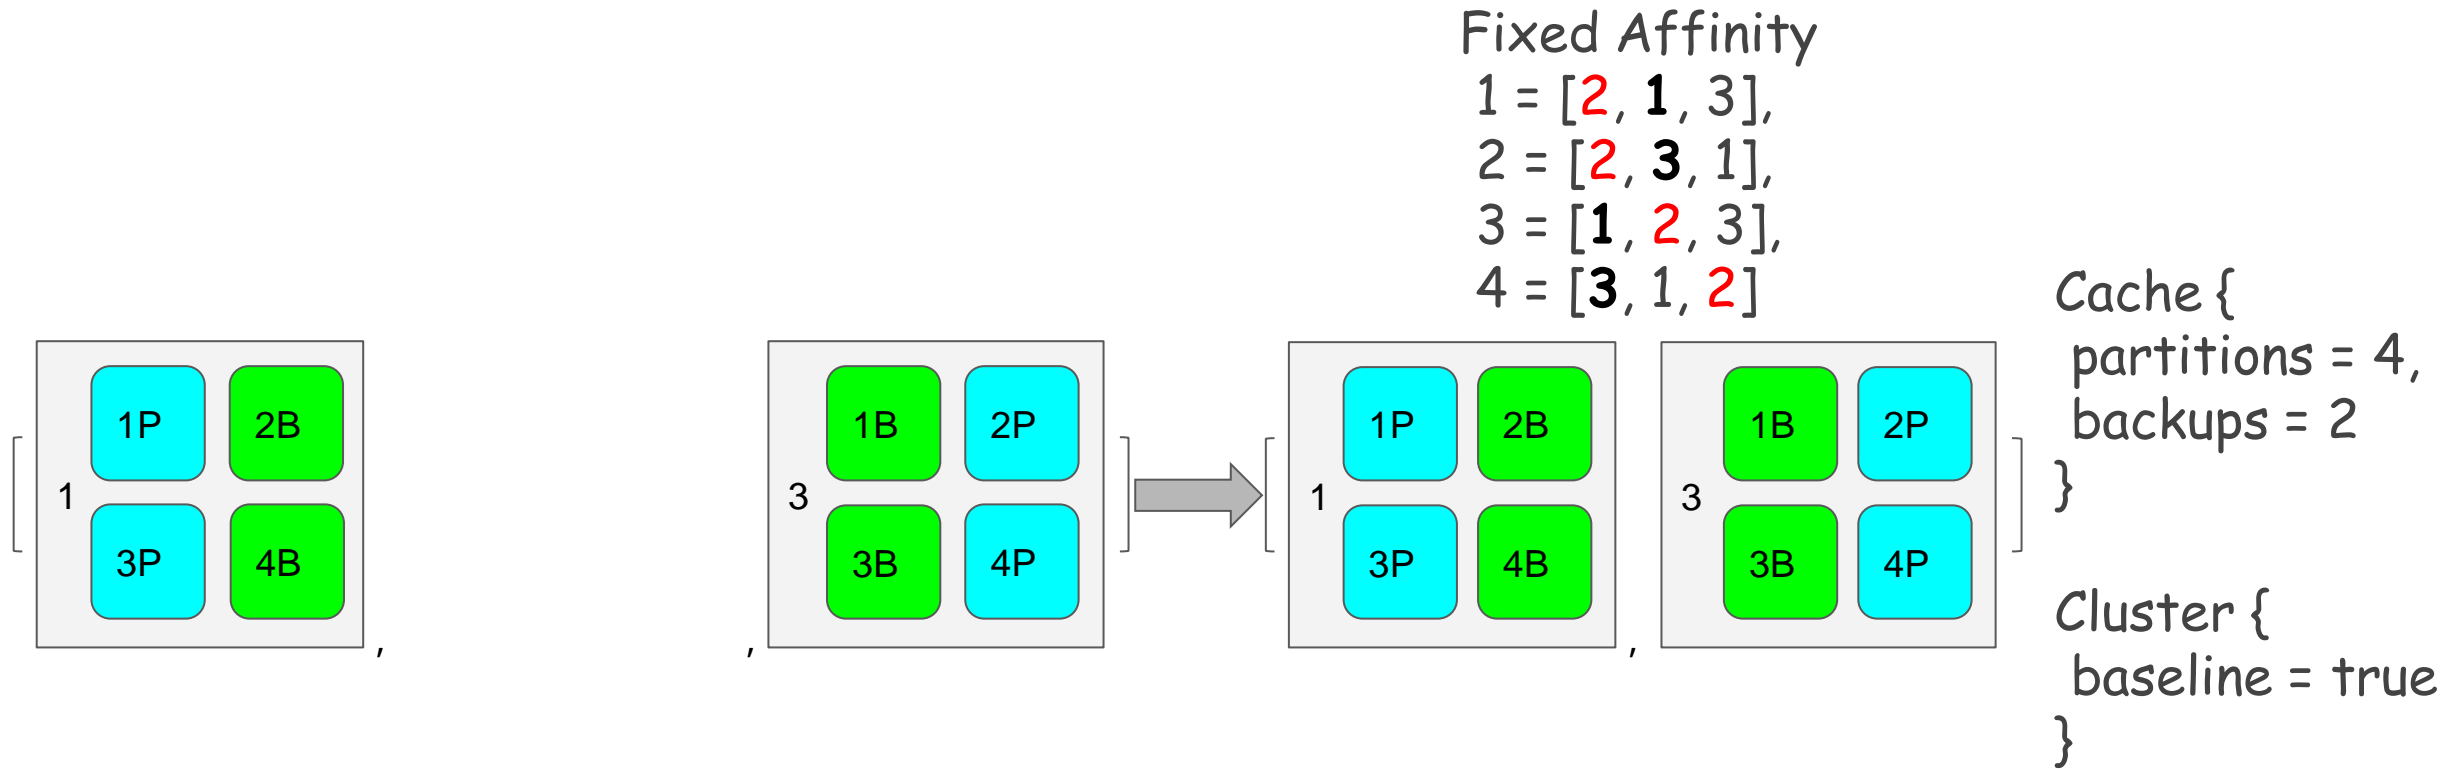 Fixed Affinity
1 = [2, 1, 3],
2 = [2, 3, 1],
3 = [1, 2, 3],
4 = [3, 1, 2]
[
1
1P
2B
3P
4B
,
,
3
1B
2P
3B
4P
]
[
1
1P
2B
3P
4B
,
3
1B
2P
3B
4P
]
Cache {
partitions = 4,
backups = 2
}
Cluster {
baseline = true
}